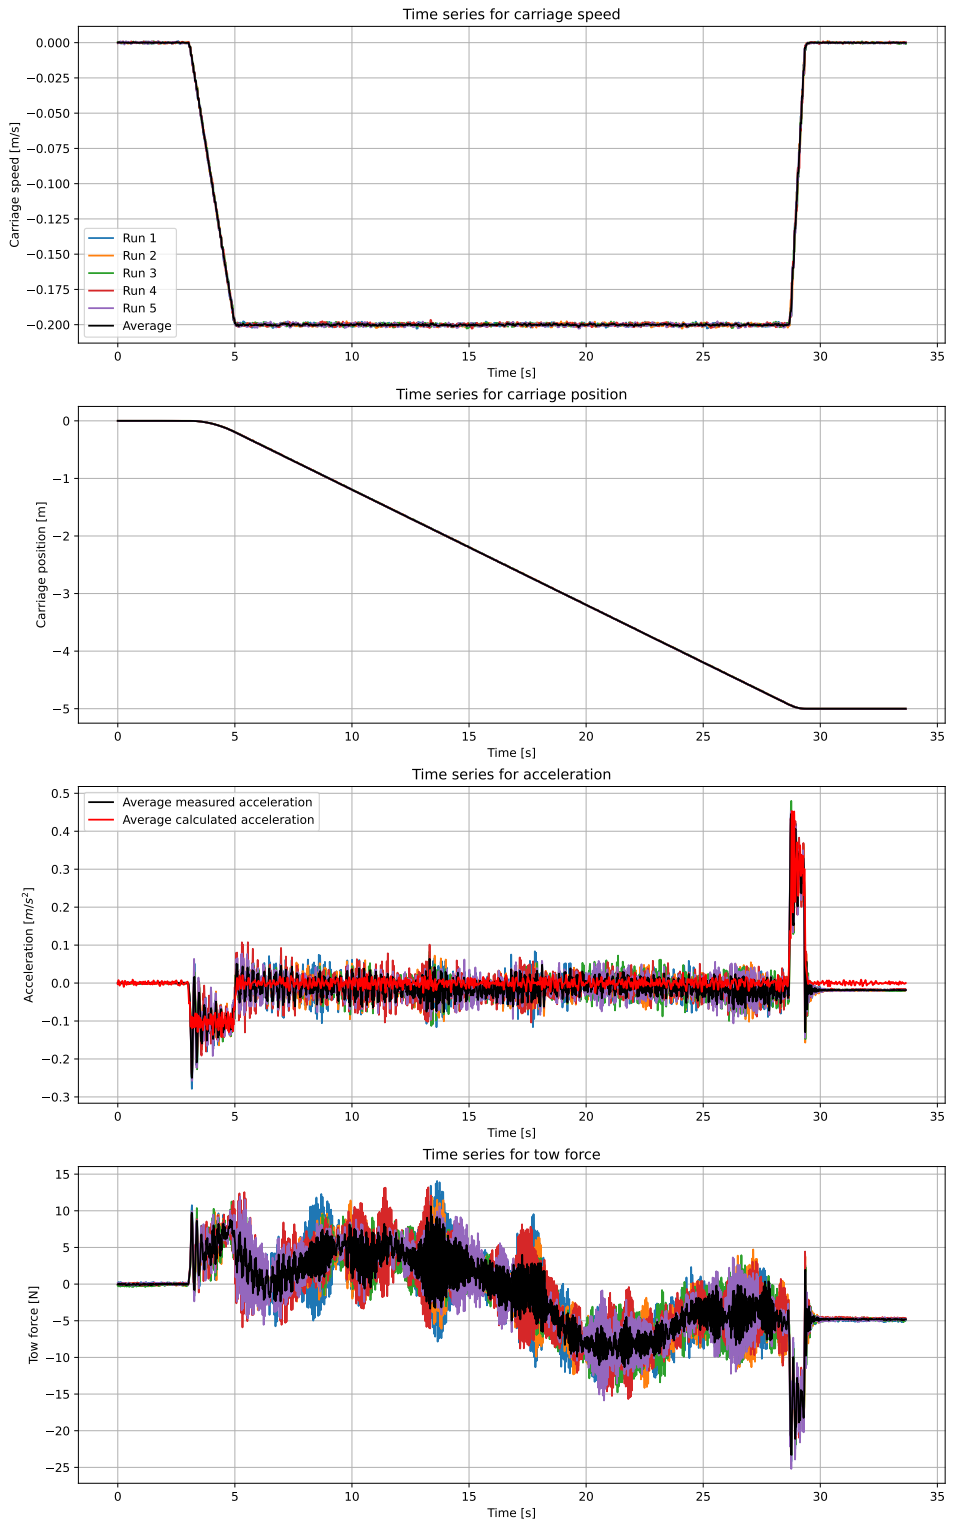 Time series for carriage speed
Carriage speed [m/s]
0.000
−0.025
−0.050
−0.075
−0.100
−0.125
−0.150
−0.175
−0.200
Run 1
Run 2
Run 3
Run 4
Run 5
Average
0 5 10 15 20 25 30 35
Time [s]
Time series for carriage position
Carriage position [m]
0
−1
−2
−3
−4
−5
0 5 10 15 20 25 30 35
Time [s]
Time series for acceleration
Acceleration [m/s²]
0.5
0.4
0.3
0.2
0.1
0.0
−0.1
−0.2
−0.3
Average measured acceleration
Average calculated acceleration
0 5 10 15 20 25 30 35
Time [s]
Time series for tow force
Tow force [N]
15
10
5
0
−5
−10
−15
−20
−25
0 5 10 15 20 25 30 35
Time [s]